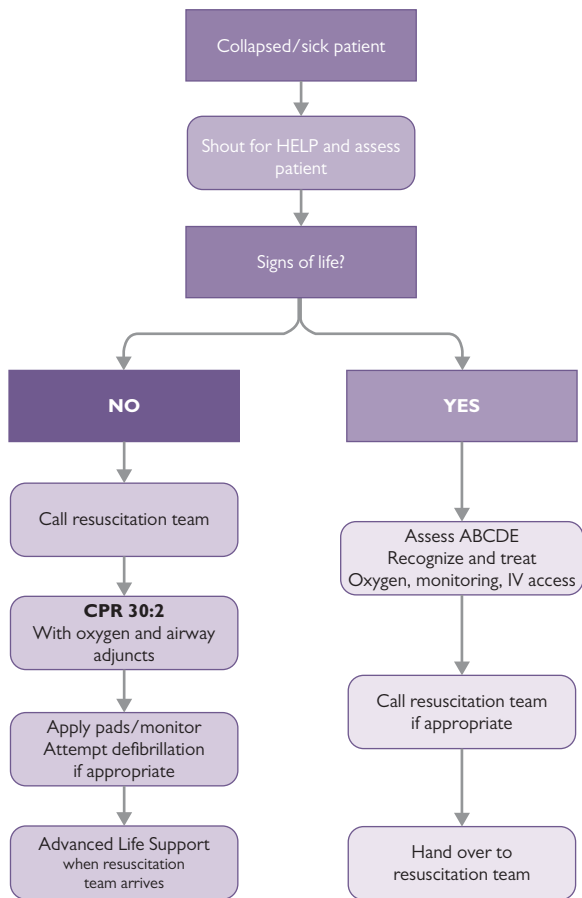 Collapsed/sick patient
Shout for HELP and assess
patient
Signs of life?
NO
Call resuscitation team
CPR 30:2
With oxygen and airway
adjuncts
Apply pads/monitor
Attempt defibrillation
if appropriate
Advanced Life Support
when resuscitation
team arrives
YES
Assess ABCDE
Recognize and treat
Oxygen, monitoring, IV access
Call resuscitation team
if appropriate
Hand over to
resuscitation team